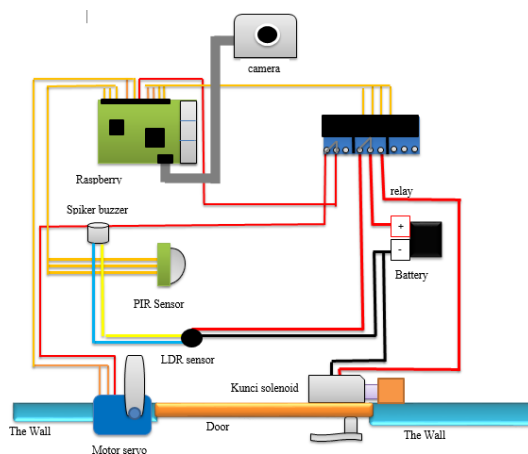 camera
Raspberry
relay
Spiker buzzer
+
-
Battery
PIR Sensor
LDR sensor
Kunci solenoid
The Wall
Door
The Wall
Motor servo